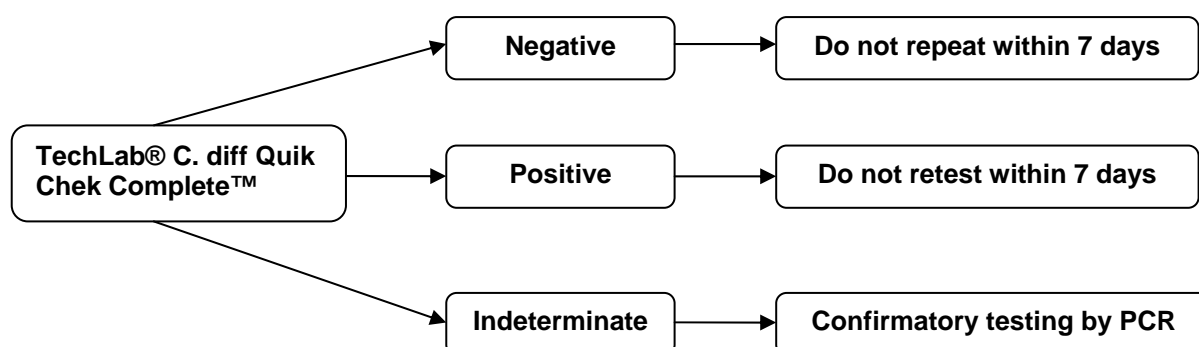 Negative
Do not repeat within 7 days
TechLab® C. diff Quik
Chek Complete™
Positive
Do not retest within 7 days
Indeterminate
Confirmatory testing by PCR